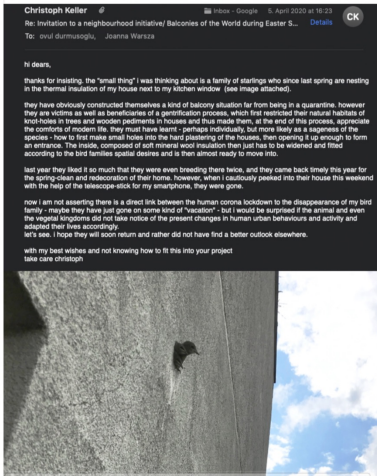 Christoph Keller
Inbox - Google 5. April 2020 at 16:23
CK
Re: Invitation to a neighbourhood initiative/ Balconies of the World during Easter S...
Details
To: ovul durmusoglu, Joanna Warsza
hi dears,
thanks for insisting. the "small thing" i was thinking about is a family of starlings who since last spring are nesting
in the thermal insulation of my house next to my kitchen window (see image attached).
they have obviously constructed themselves a kind of balcony situation far from being in a quarantine. however
they are victims as well as beneficiaries of a gentrification process, which first restricted their natural habitats of
knot-holes in trees and wooden pediments in houses and thus made them, at the end of this process, appreciate
the comforts of modern life. they must have learnt - perhaps individually, but more likely as a sageness of the
species - how to first make small holes into the hard plastering of the houses, then opening it up enough to form
an entrance. The inside, composed of soft mineral wool insulation then just has to be widened and fitted
according to the bird families spatial desires and is then almost ready to move into.
last year they liked it so much that they were even breeding there twice, and they came back timely this year for
the spring-clean and redecoration of their home. however, when i cautiously peeked into their house this weekend
with the help of the telescope-stick for my smartphone, they were gone.
now i am not asserting there is a direct link between the human corona lockdown to the disappearance of my bird
family - maybe they have just gone on some kind of "vacation" - but i would be surprised if the animal and even
the vegetal kingdoms did not take notice of the present changes in human urban behaviours and activity and
adapted their lives accordingly.
let's see. i hope they will soon return and rather did not have find a better outlook elsewhere.
with my best wishes and not knowing how to fit this into your project
take care christoph